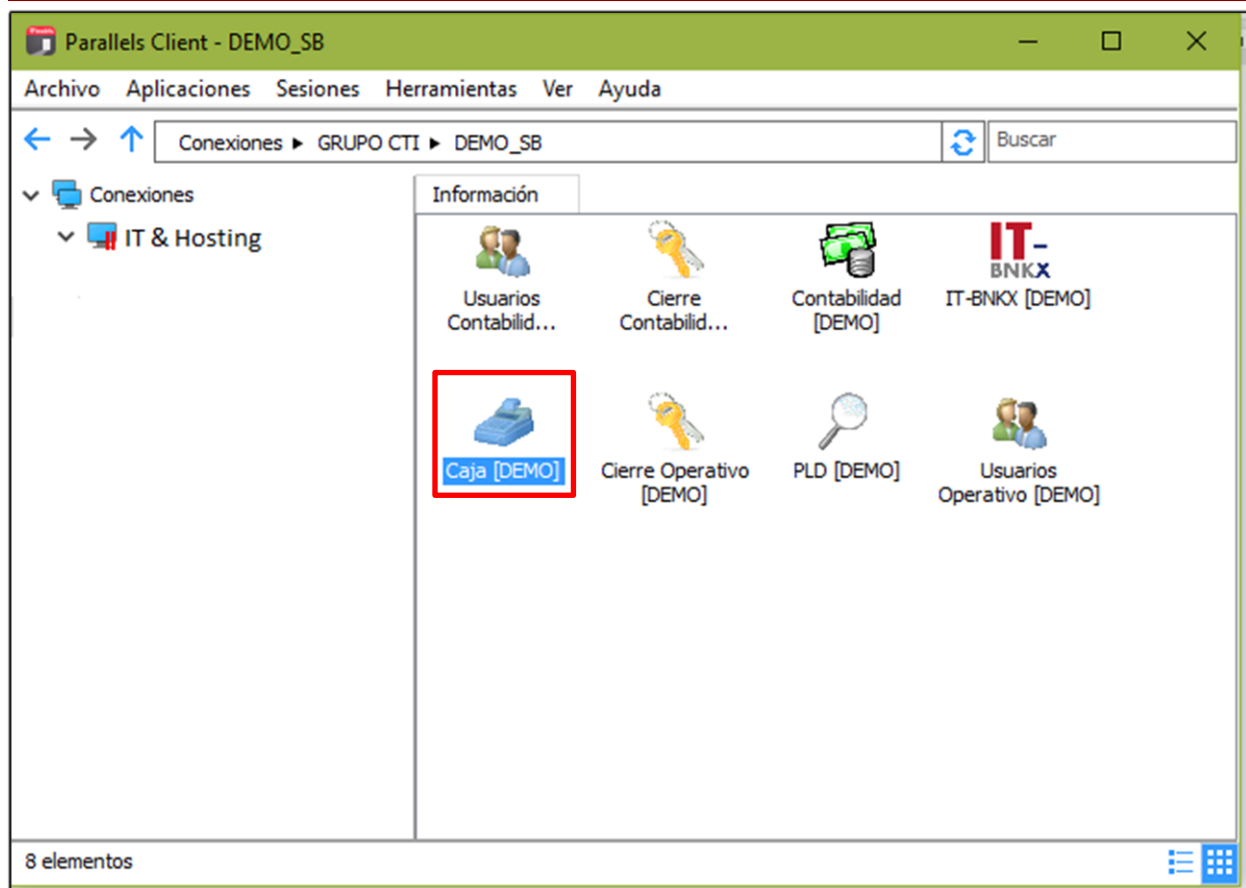 Parallels Client - DEMO_SB
Archivo Aplicaciones Sesiones Herramientas Ver Ayuda
Conexiones ▸ GRUPO CTI ▸ DEMO_SB
Buscar
Conexiones
IT & Hosting
Información
Usuarios
Contabilid...
Cierre
Contabilid...
Contabilidad
[DEMO]
IT-
BNKX
IT-BNKX [DEMO]
Caja [DEMO]
Cierre Operativo
[DEMO]
PLD [DEMO]
Usuarios
Operativo [DEMO]
8 elementos